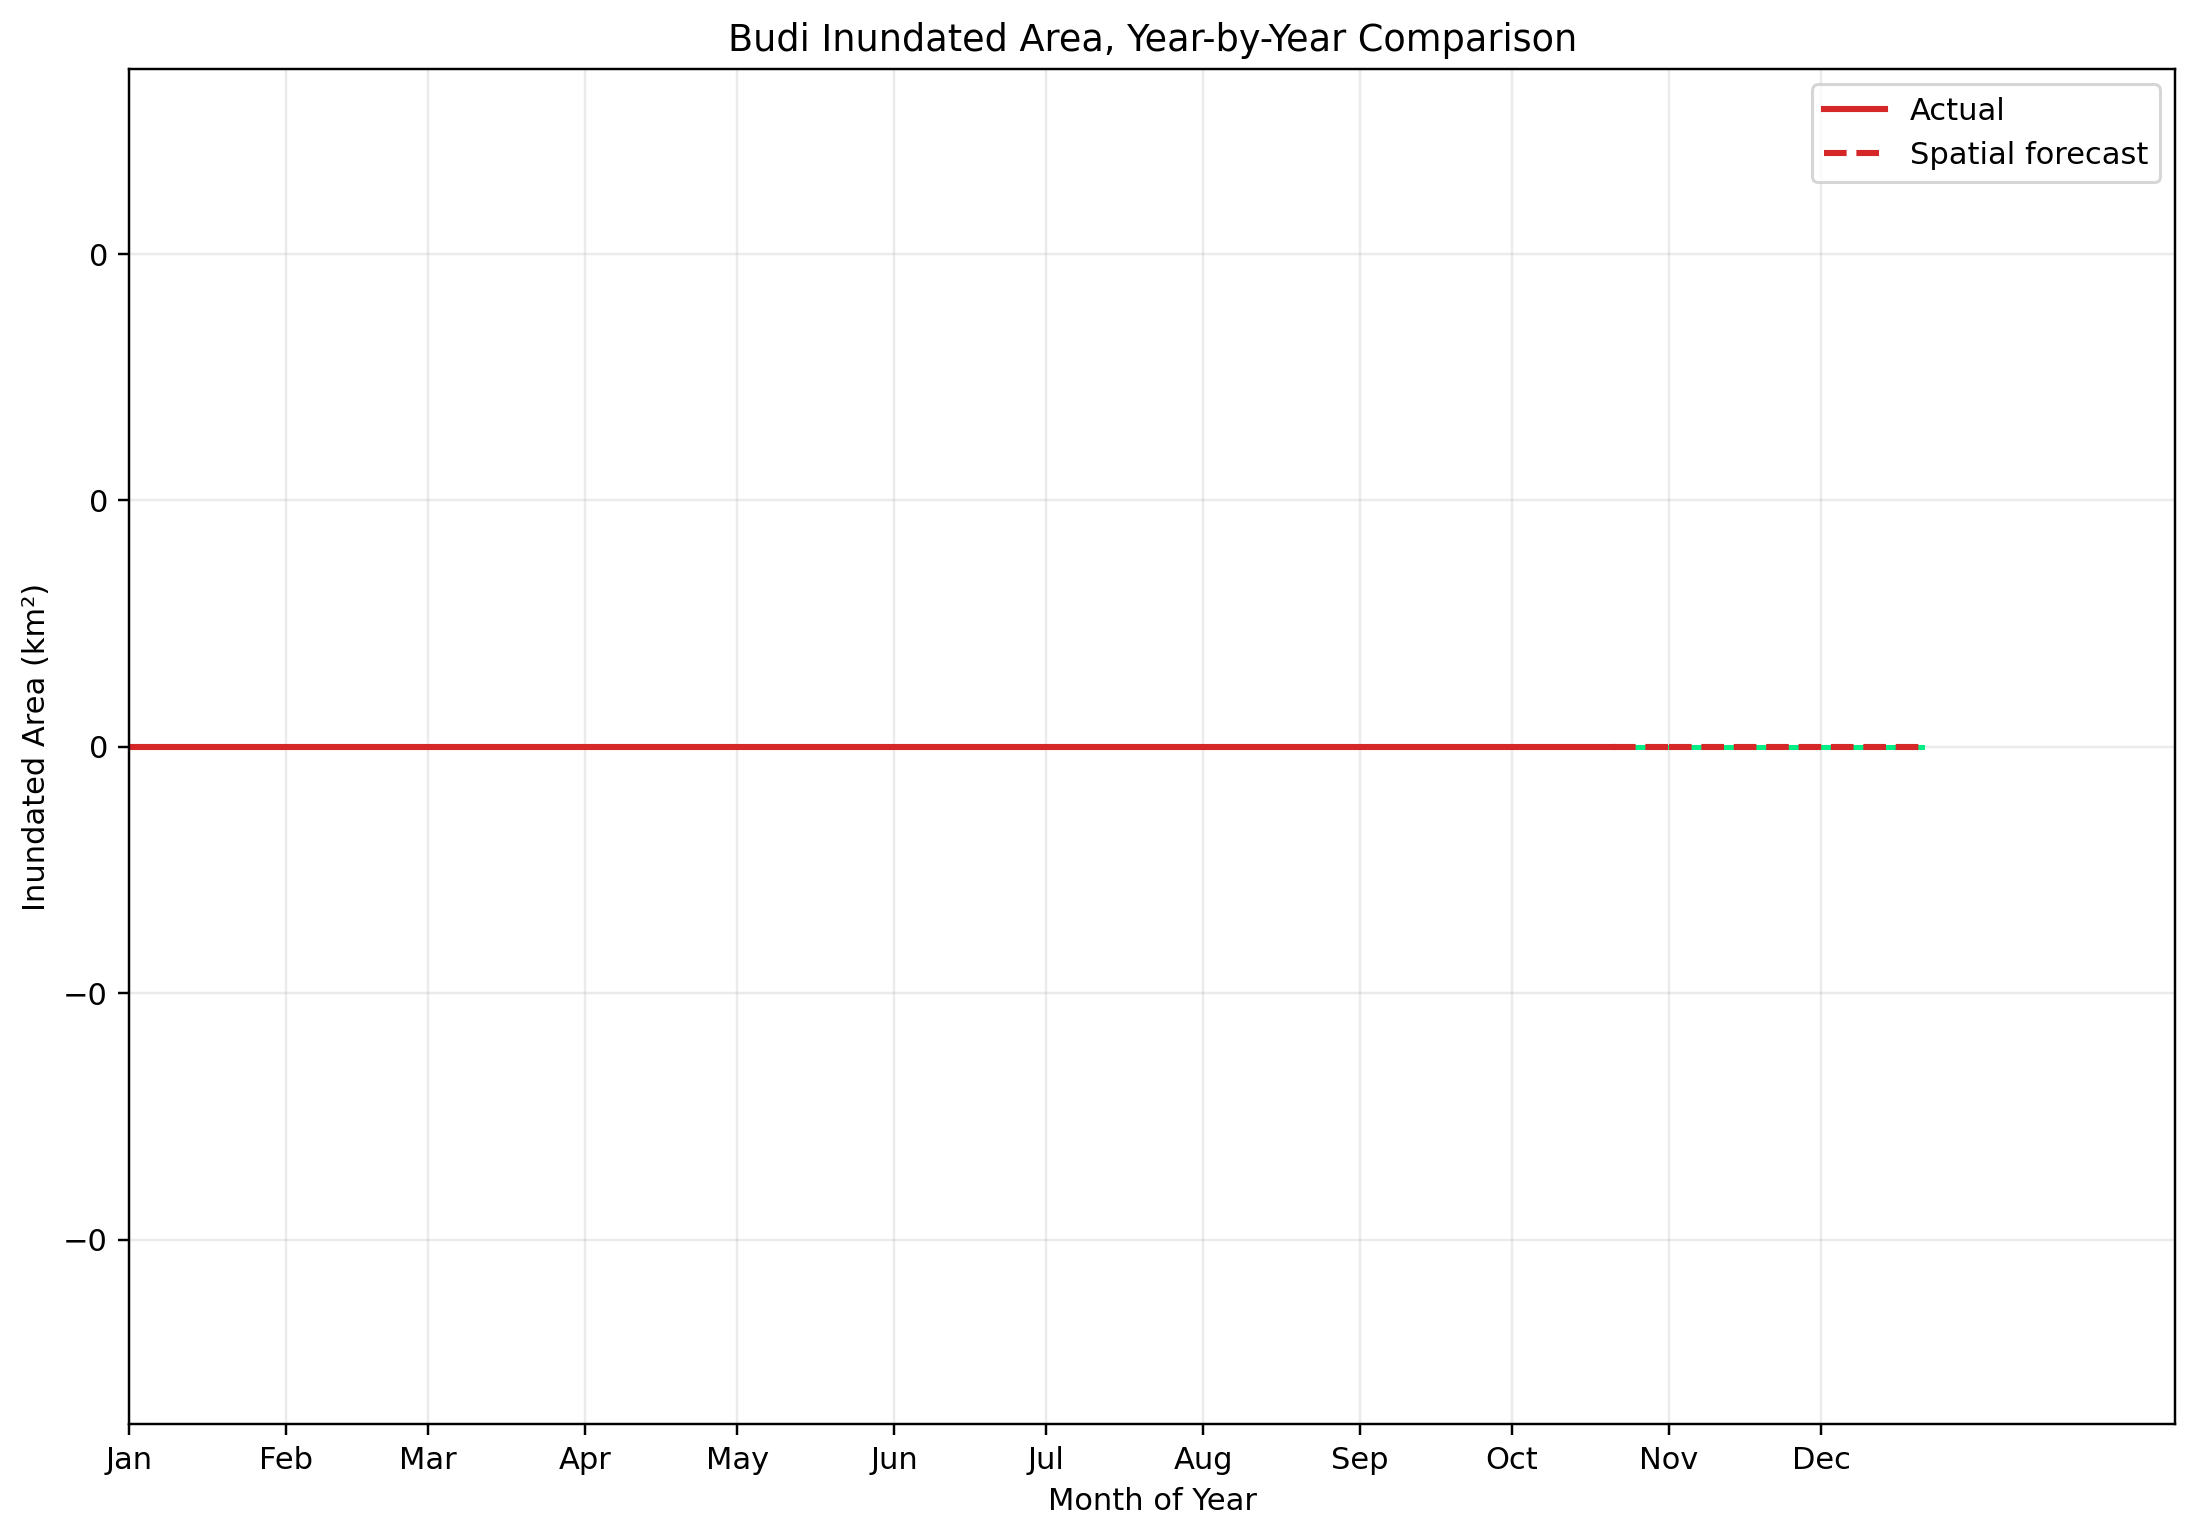 Budi Inundated Area, Year-by-Year Comparison
Actual
Spatial forecast
0
0
0
−0
−0
Inundated Area (km²)
Jan Feb Mar Apr May Jun Jul Aug Sep Oct Nov Dec
Month of Year